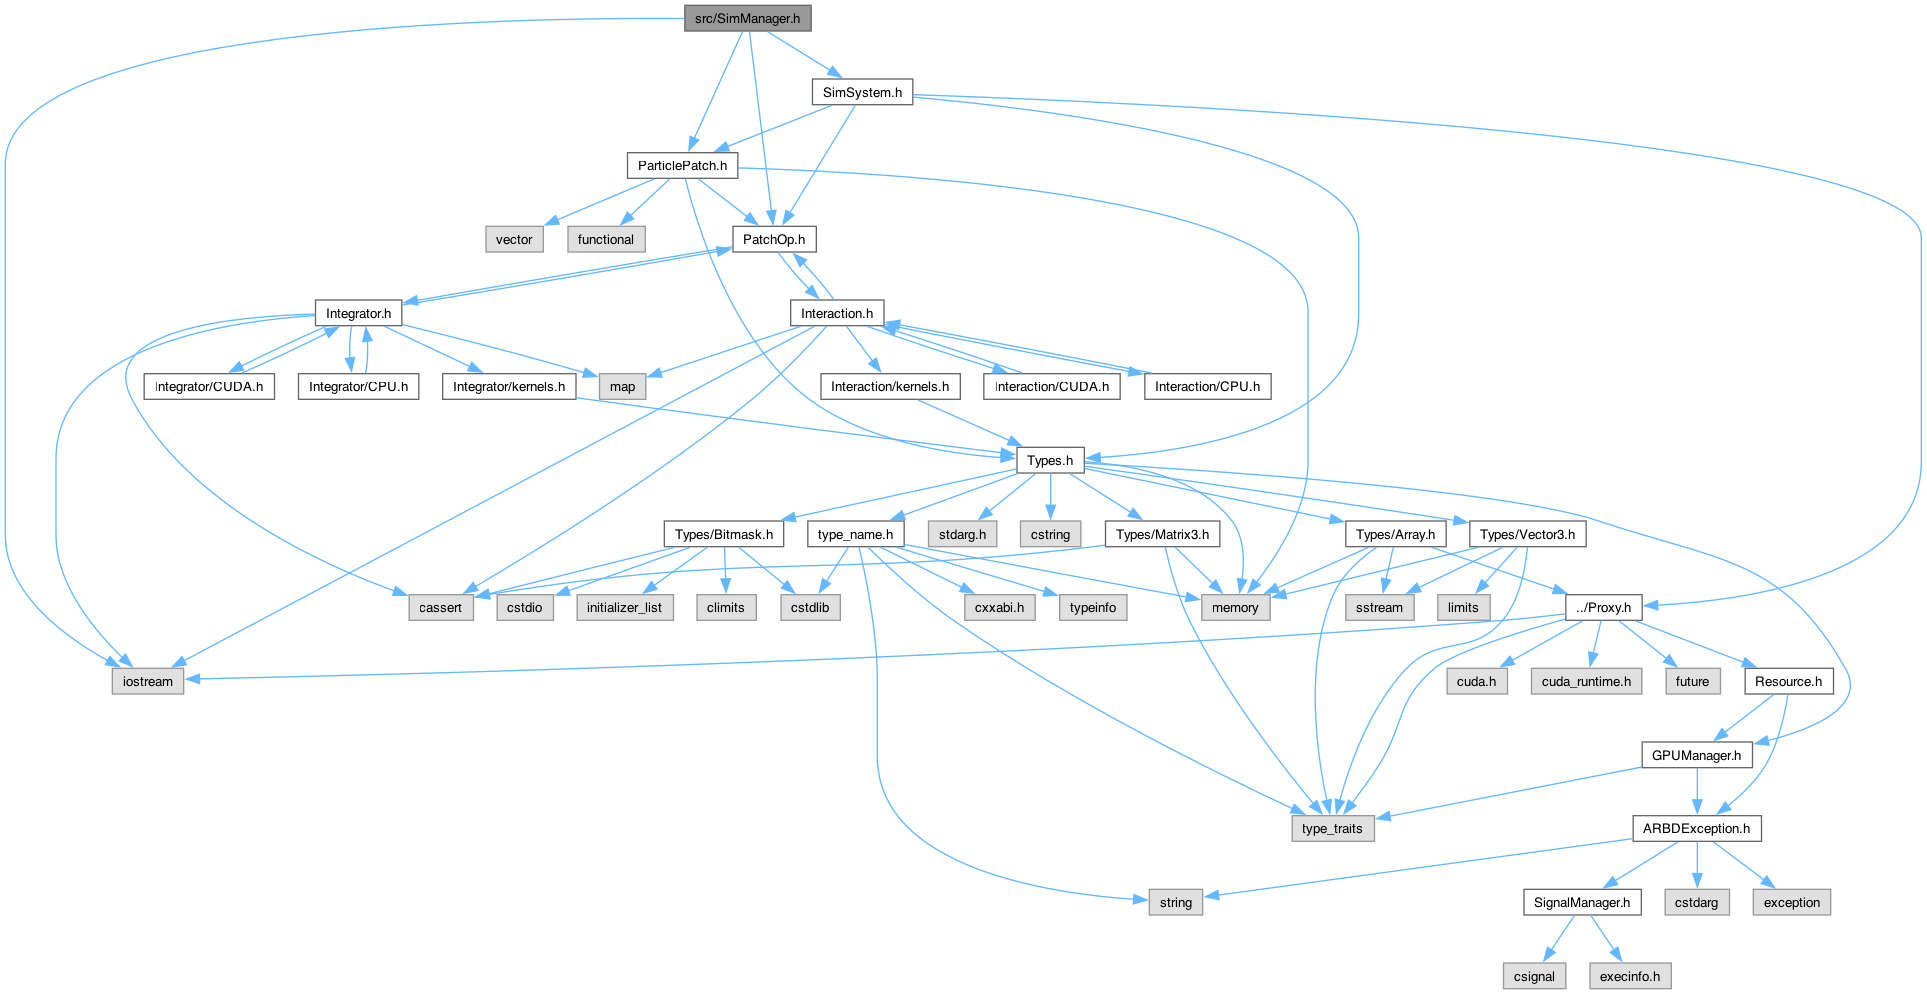 src/SimManager.h
SimSystem.h
ParticlePatch.h
vector
functional
PatchOp.h
Integrator.h
Interaction.h
Integrator/CUDA.h
Integrator/CPU.h
Integrator/kernels.h
map
Interaction/kernels.h
Interaction/CUDA.h
Interaction/CPU.h
Types.h
Types/Bitmask.h
type_name.h
stdarg.h
cstring
Types/Matrix3.h
Types/Array.h
Types/Vector3.h
cassert
cstdio
initializer_list
climits
cstdlib
cxxabi.h
typeinfo
memory
sstream
limits
../Proxy.h
iostream
cuda.h
cuda_runtime.h
future
Resource.h
GPUManager.h
type_traits
ARBDException.h
string
SignalManager.h
cstdarg
exception
csignal
execinfo.h